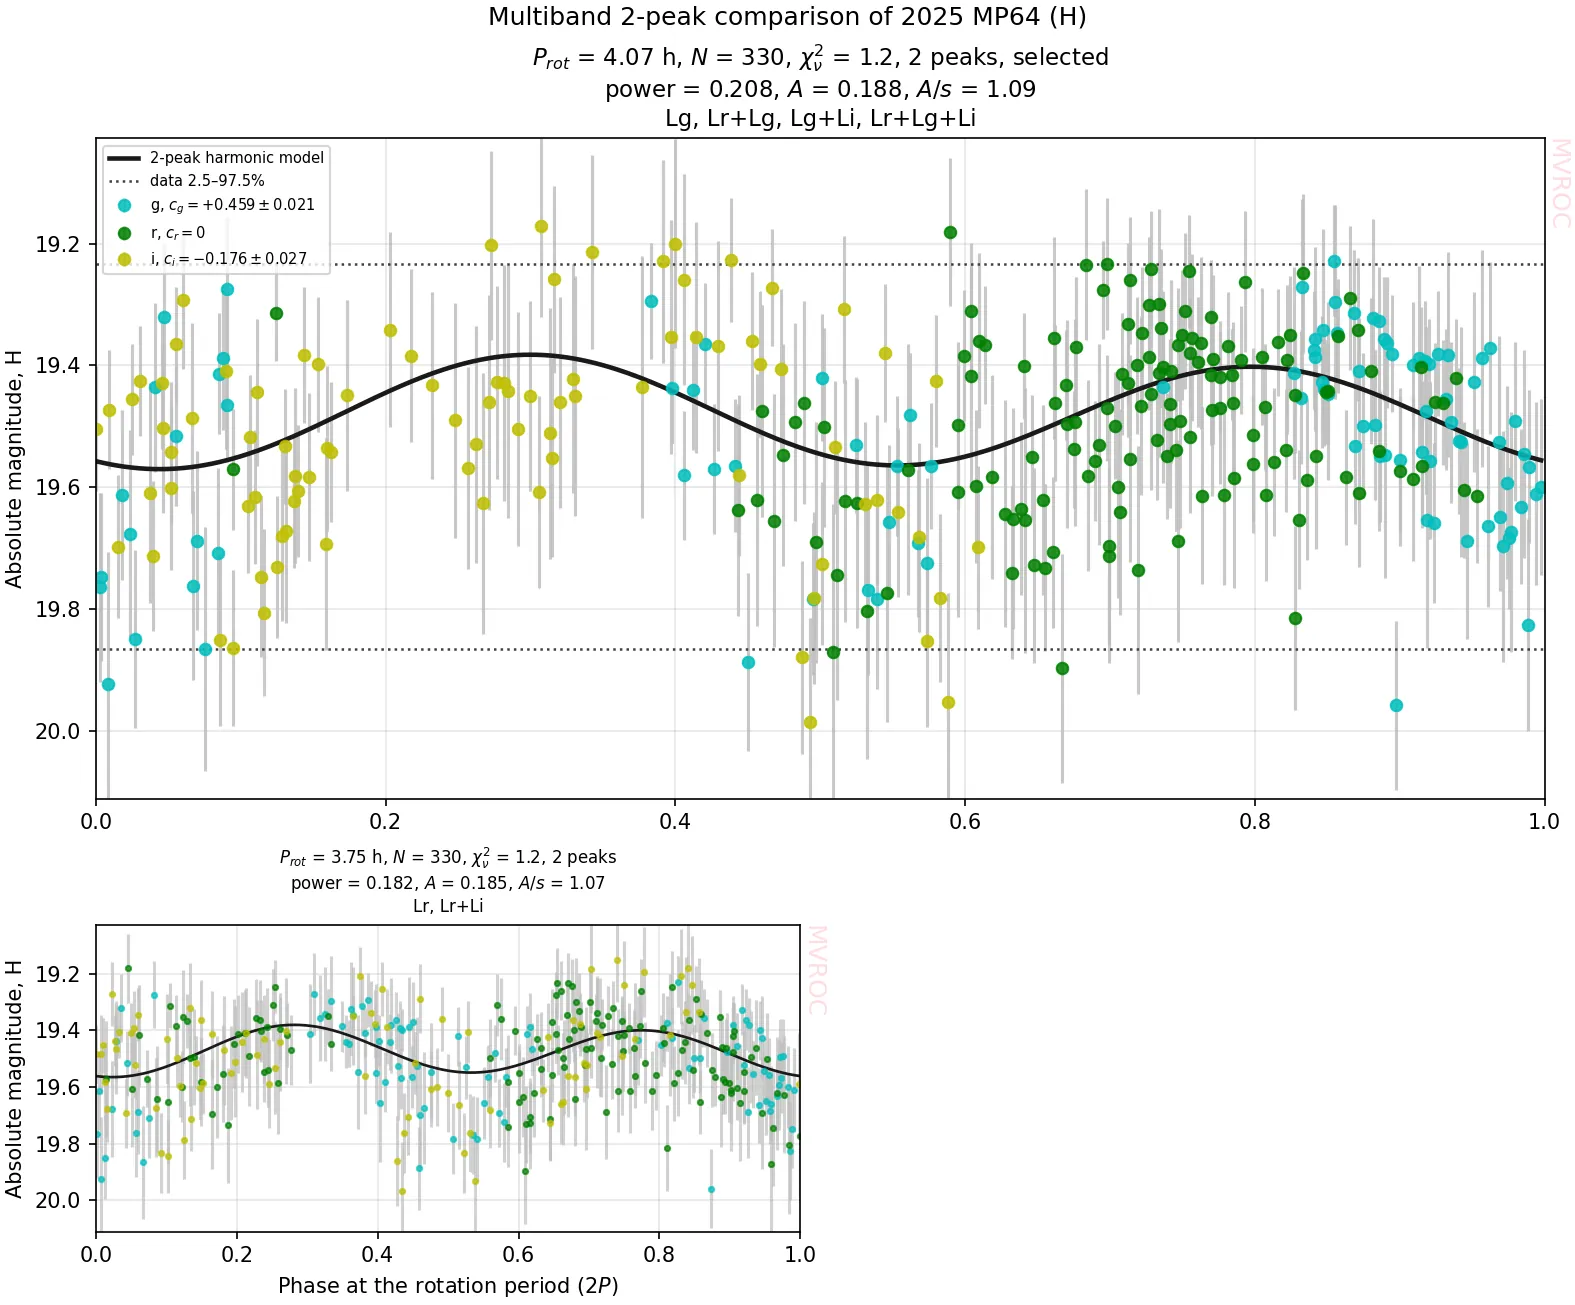 Multiband 2-peak comparison of 2025 MP64 (H)
P_rot = 4.07 h, N = 330, χ²_ν = 1.2, 2 peaks, selected
power = 0.208, A = 0.188, A/s = 1.09
Lg, Lr+Lg, Lg+Li, Lr+Lg+Li
2-peak harmonic model
data 2.5–97.5%
g, c_g = +0.459 ± 0.021
r, c_r = 0
i, c_i = −0.176 ± 0.027
MVROC
Absolute magnitude, H
19.2
19.4
19.6
19.8
20.0
0.0 0.2 0.4 0.6 0.8 1.0
P_rot = 3.75 h, N = 330, χ²_ν = 1.2, 2 peaks
power = 0.182, A = 0.185, A/s = 1.07
Lr, Lr+Li
MVROC
Absolute magnitude, H
19.2
19.4
19.6
19.8
20.0
0.0 0.2 0.4 0.6 0.8 1.0
Phase at the rotation period (2P)